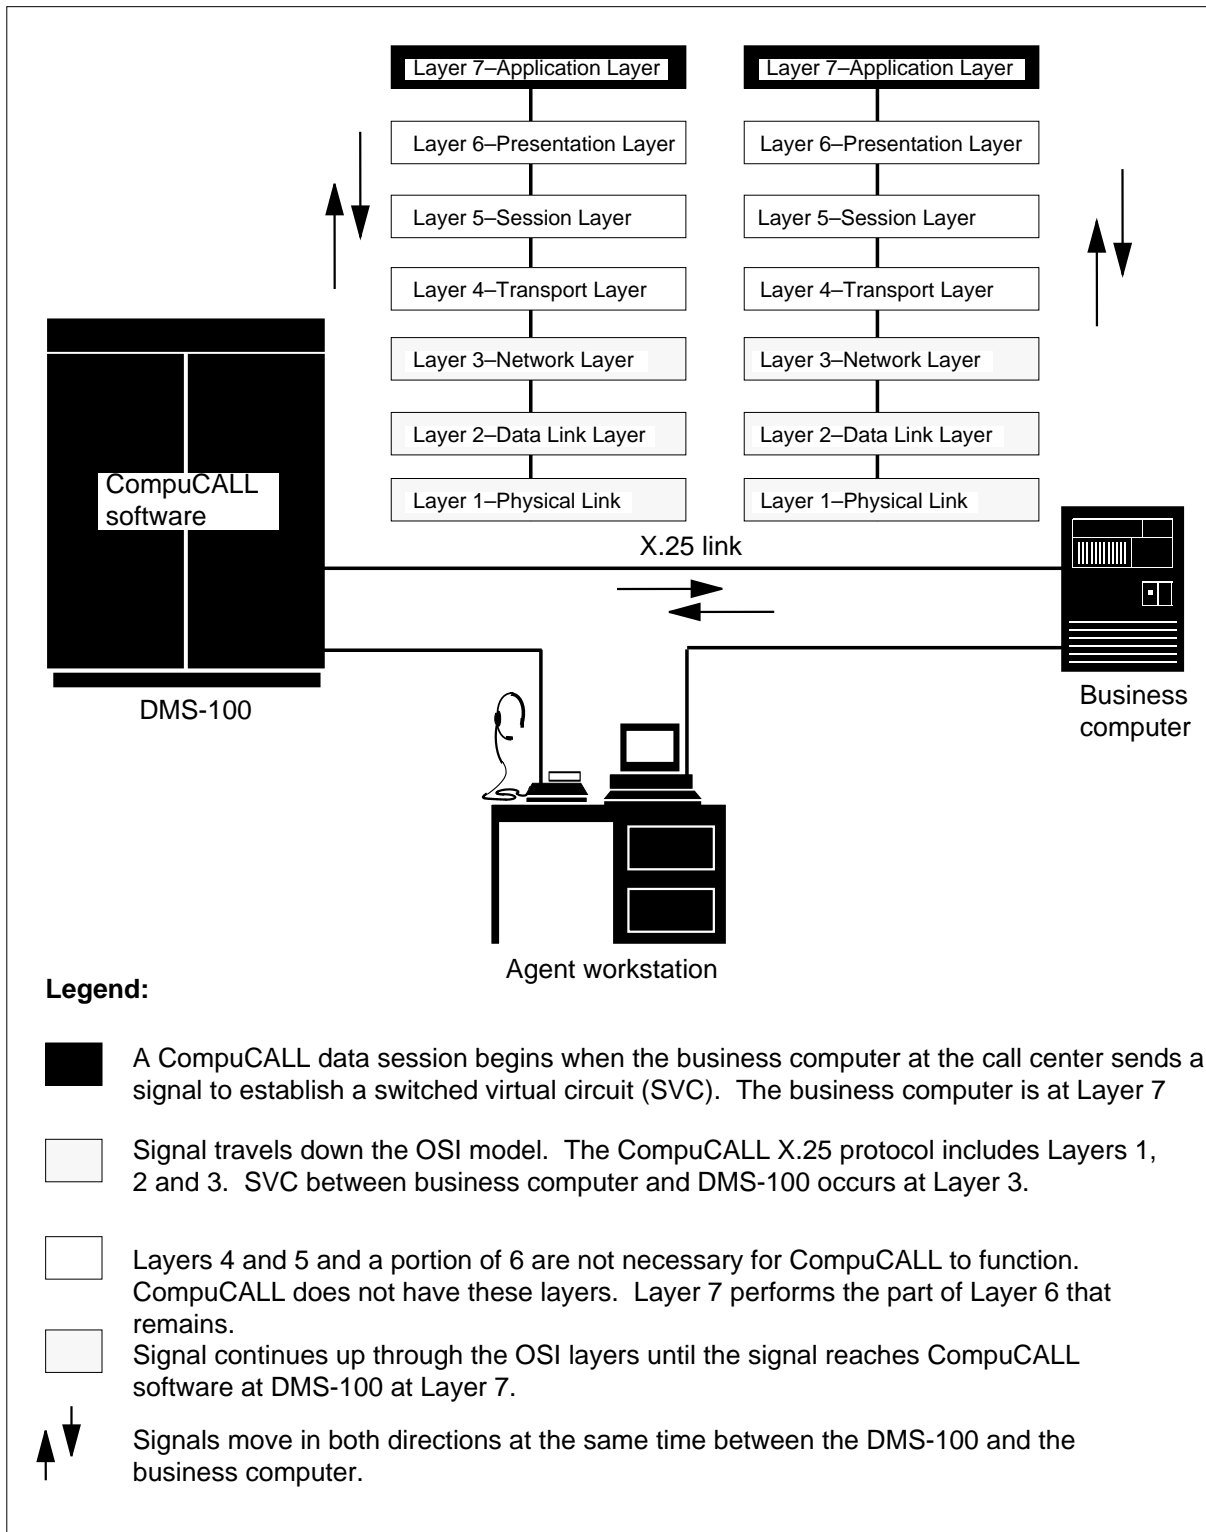 Layer 7–Application Layer
Layer 7–Application Layer
Layer 6–Presentation Layer
Layer 6–Presentation Layer
Layer 5–Session Layer
Layer 5–Session Layer
Layer 4–Transport Layer
Layer 4–Transport Layer
Layer 3–Network Layer
Layer 3–Network Layer
Layer 2–Data Link Layer
Layer 2–Data Link Layer
Layer 1–Physical Link
Layer 1–Physical Link
CompuCALL
software
X.25 link
DMS-100
Business
computer
Agent workstation
Legend:
A CompuCALL data session begins when the business computer at the call center sends a
signal to establish a switched virtual circuit (SVC).  The business computer is at Layer 7
Signal travels down the OSI model.  The CompuCALL X.25 protocol includes Layers 1,
2 and 3.  SVC between business computer and DMS-100 occurs at Layer 3.
Layers 4 and 5 and a portion of 6 are not necessary for CompuCALL to function.
CompuCALL does not have these layers.  Layer 7 performs the part of Layer 6 that
remains.
Signal continues up through the OSI layers until the signal reaches CompuCALL
software at DMS-100 at Layer 7.
Signals move in both directions at the same time between the DMS-100 and the
business computer.